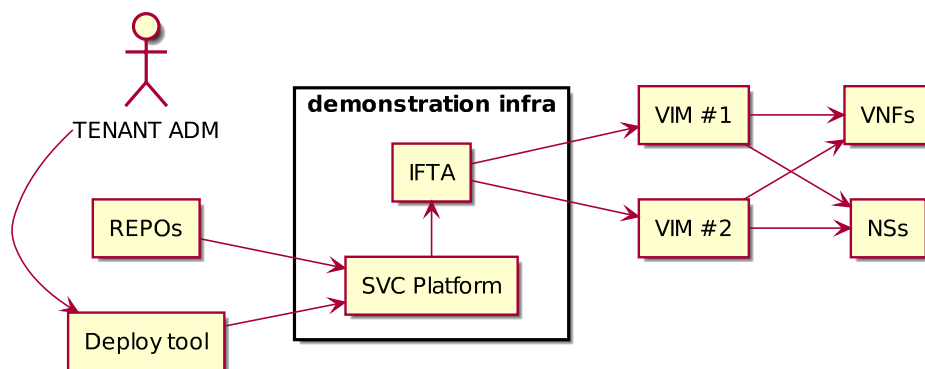 TENANT ADM
demonstration infra
VIM #1
VNFs
IFTA
REPOs
VIM #2
NSs
SVC Platform
Deploy tool